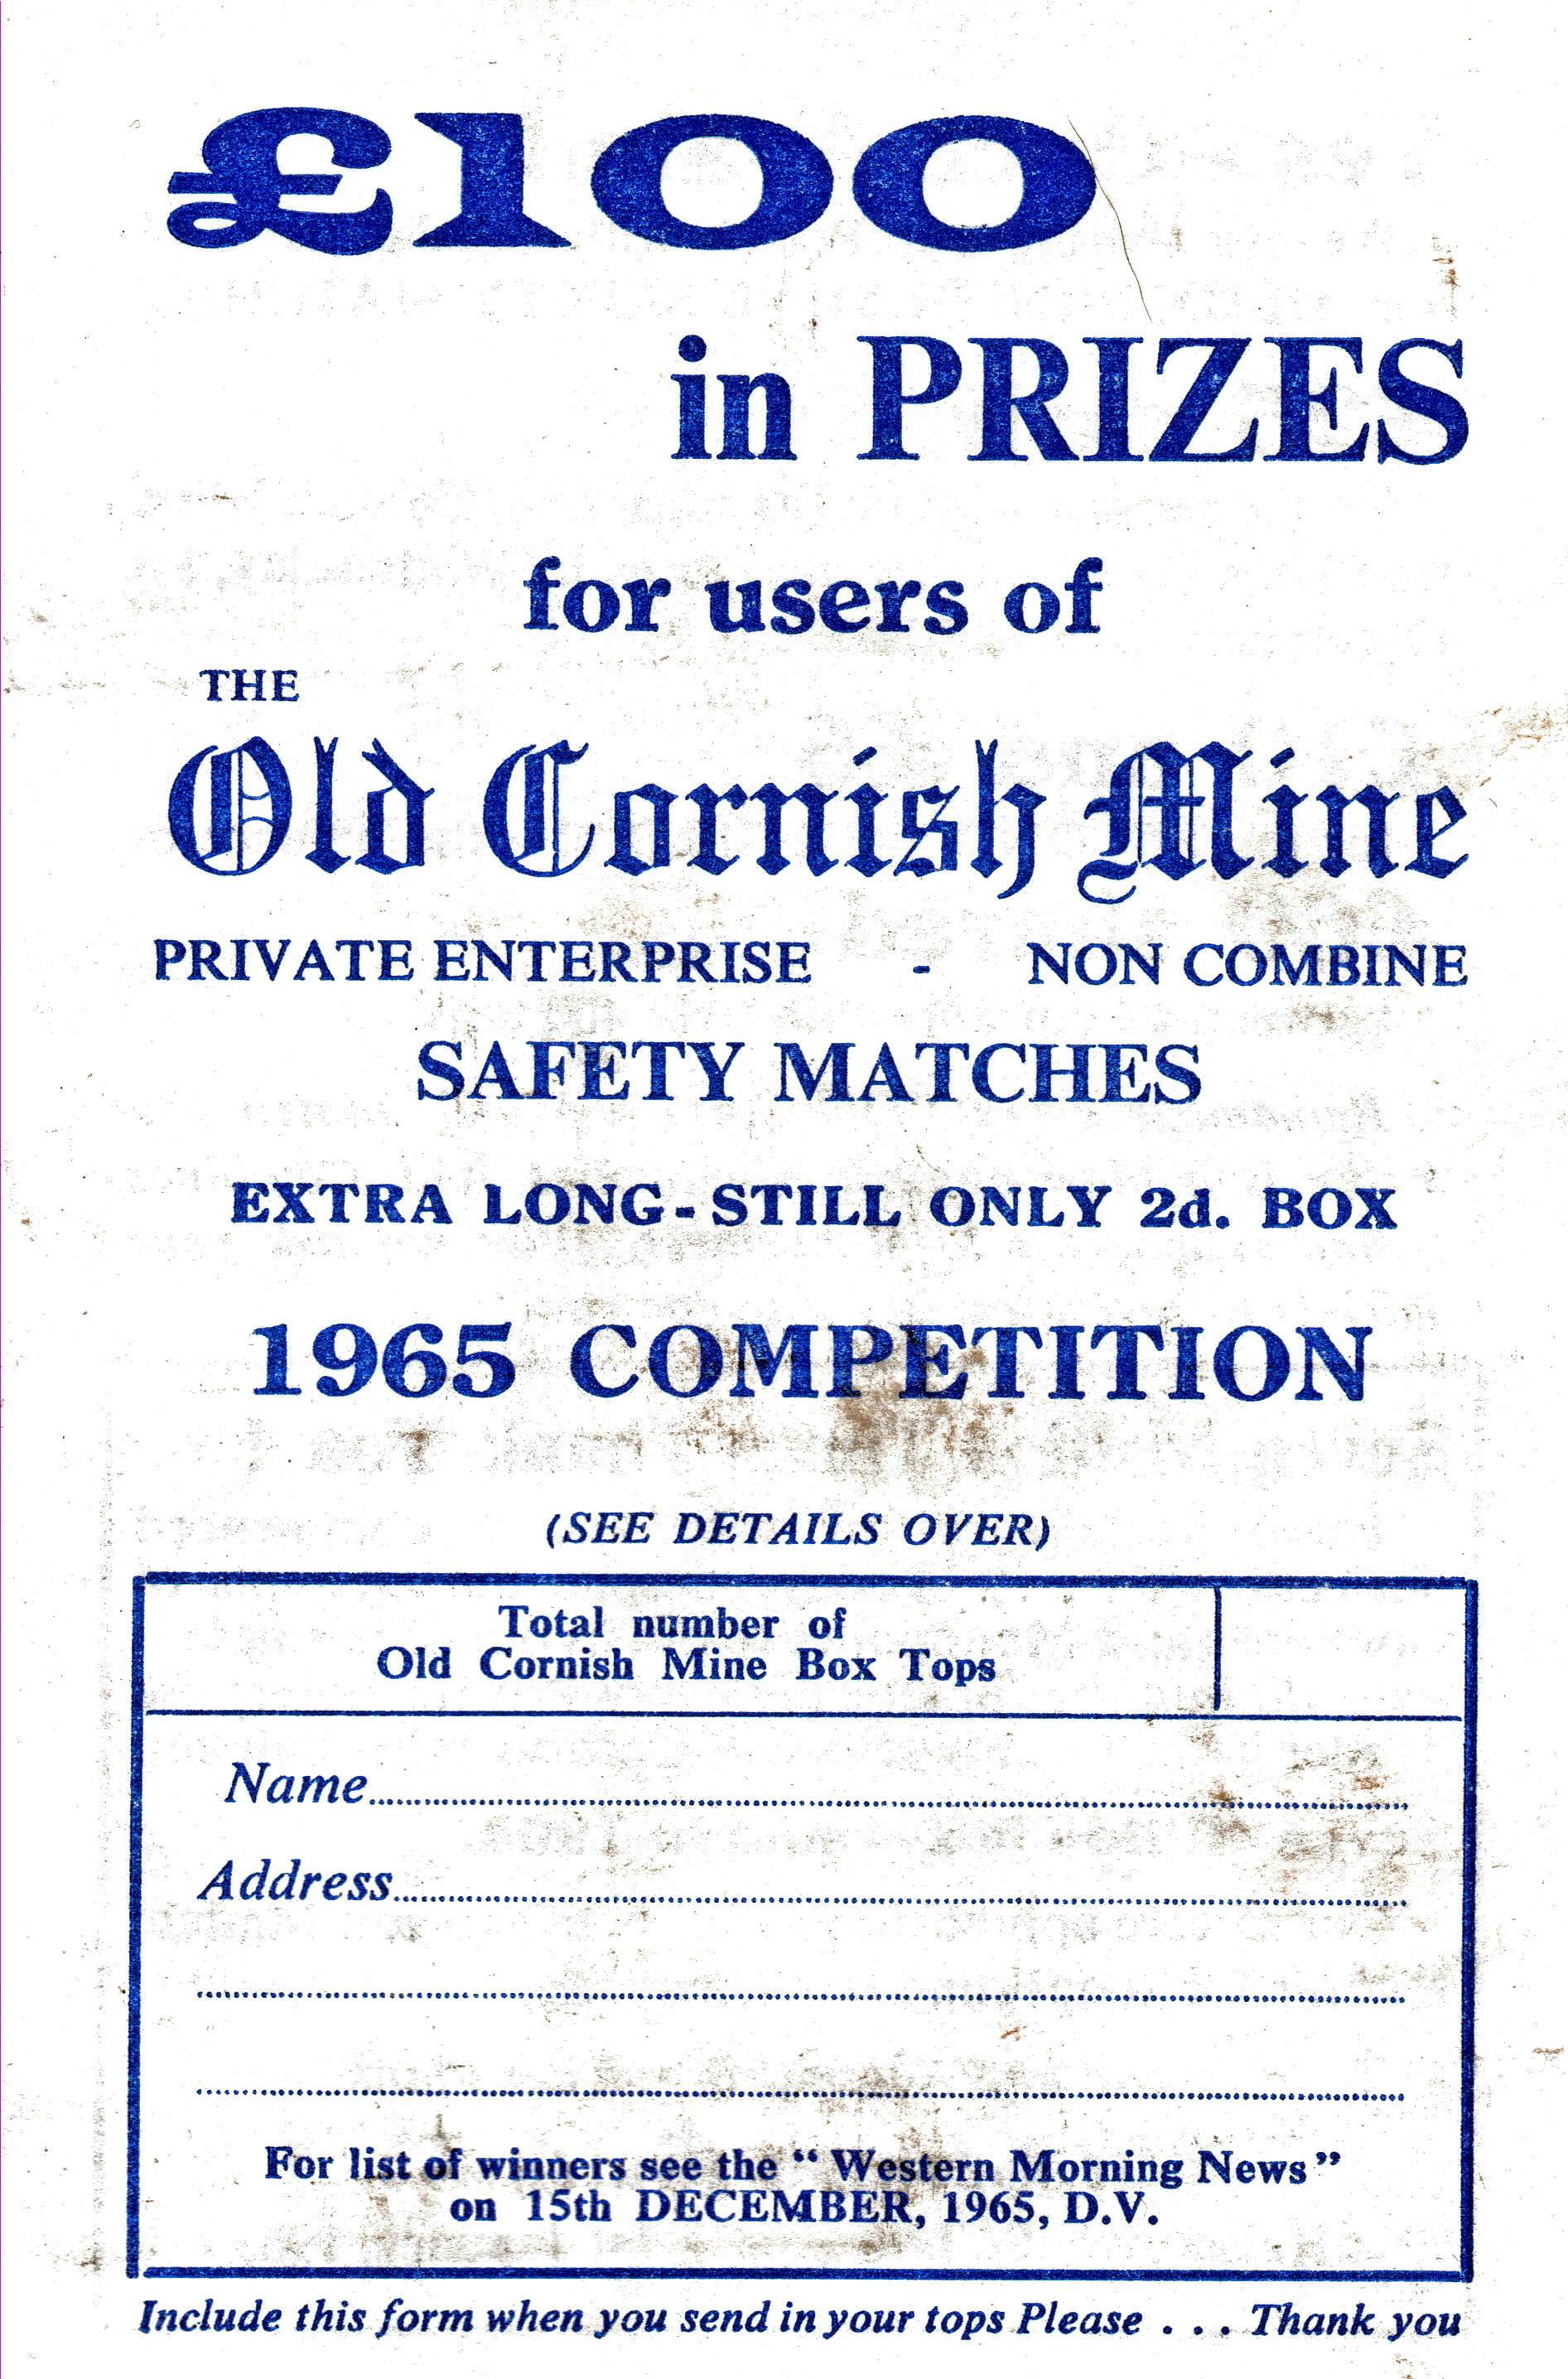 £100
in PRIZES
for users of
THE
Old Cornish Mine
PRIVATE ENTERPRISE - NON COMBINE
SAFETY MATCHES
EXTRA LONG - STILL ONLY 2d. BOX
1965 COMPETITION
(SEE DETAILS OVER)
Total number of
Old Cornish Mine Box Tops
Name
Address
For list of winners see the “Western Morning News”
on 15th DECEMBER, 1965, D.V.
Include this form when you send in your tops Please . . . Thank you